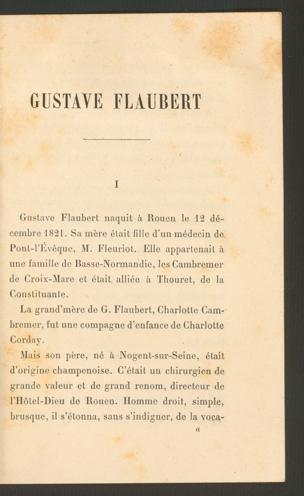 GUSTAVE FLAUBERT
I
Gustave Flaubert naquit à Rouen le 12 dé-
cembre 1821. Sa mère était fille d'un médecin de
Pont-l'Évêque, M. Fleuriot. Elle appartenait à
une famille de Basse-Normandie, les Cambremer
de Croix-Mare et était alliée à Thouret, de la
Constituante.
La grand'mère de G. Flaubert, Charlotte Cam-
bremer, fut une compagne d'enfance de Charlotte
Corday.
Mais son père, né à Nogent-sur-Seine, était
d'origine champenoise. C'était un chirurgien de
grande valeur et de grand renom, directeur de
l'Hôtel-Dieu de Rouen. Homme droit, simple,
brusque, il s'étonna, sans s'indigner, de la voca-
a